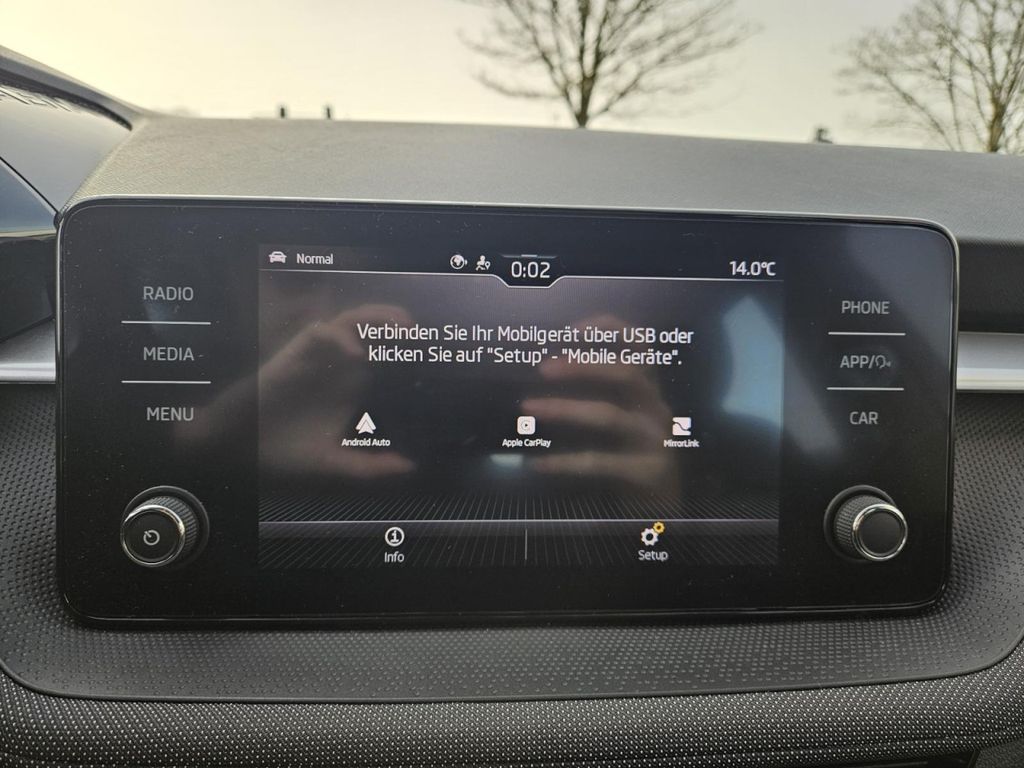 Normal
0:02
14.0°C
RADIO
MEDIA
MENU
Verbinden Sie Ihr Mobilgerät über USB oder
klicken Sie auf "Setup" - "Mobile Geräte".
Android Auto
Apple CarPlay
MirrorLink
Info
Setup
PHONE
APP/
CAR